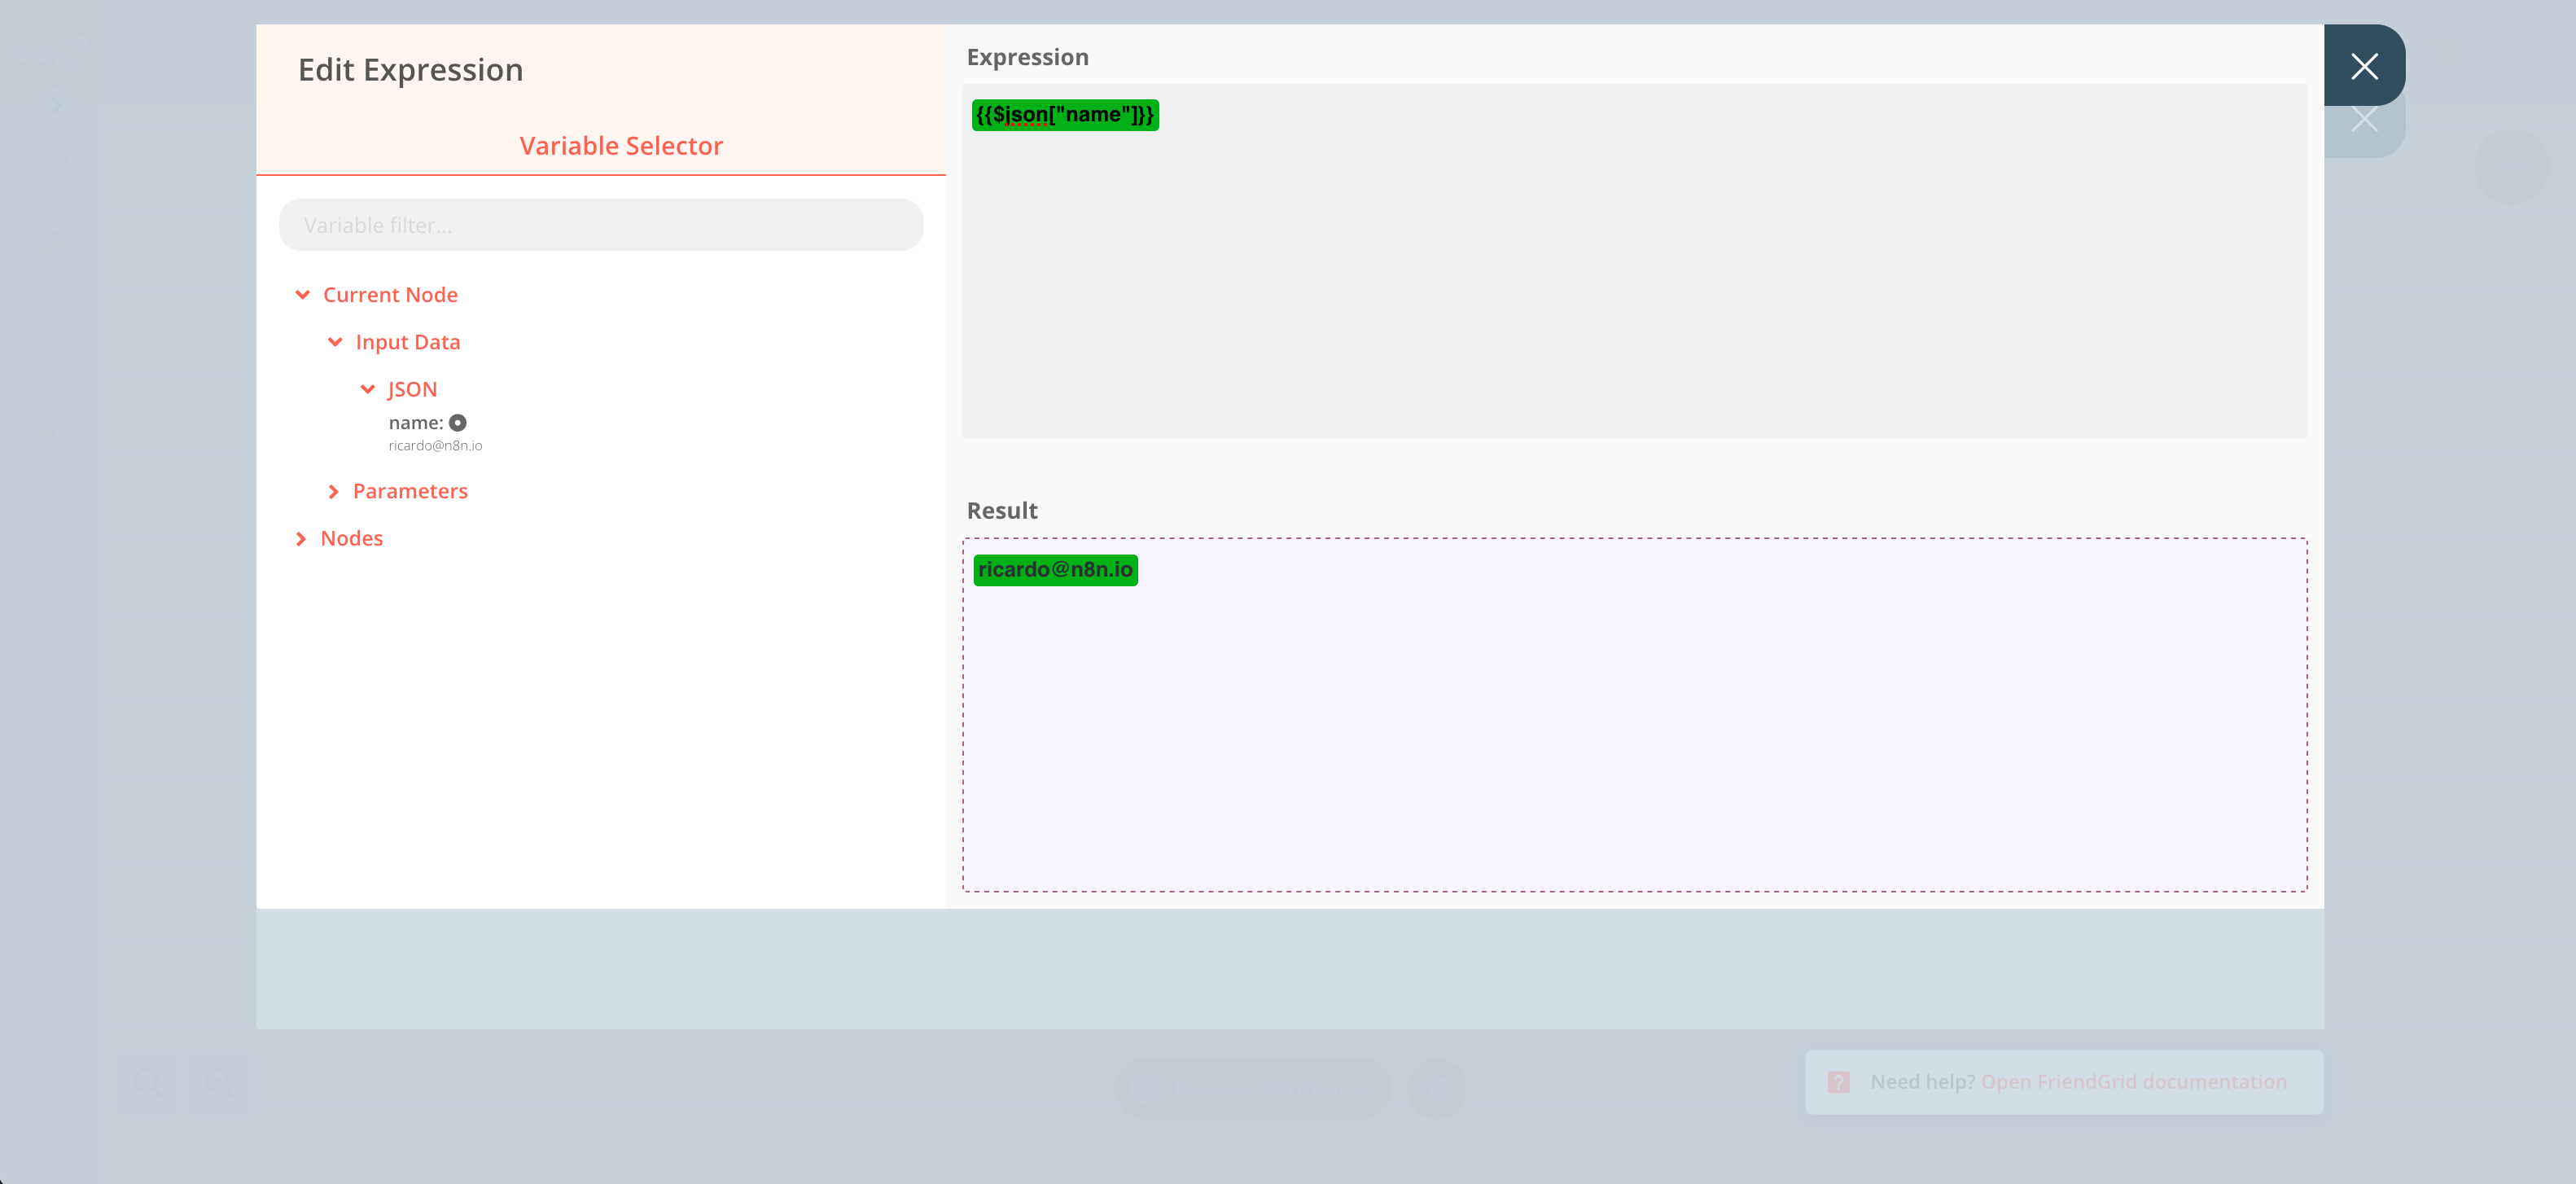 Edit Expression
Variable Selector
Variable filter...
Current Node
Input Data
JSON
name:
ricardo@n8n.io
Parameters
Nodes
Expression
{{$json["name"]}}
Result
ricardo@n8n.io
Need help? Open FriendGrid documentation